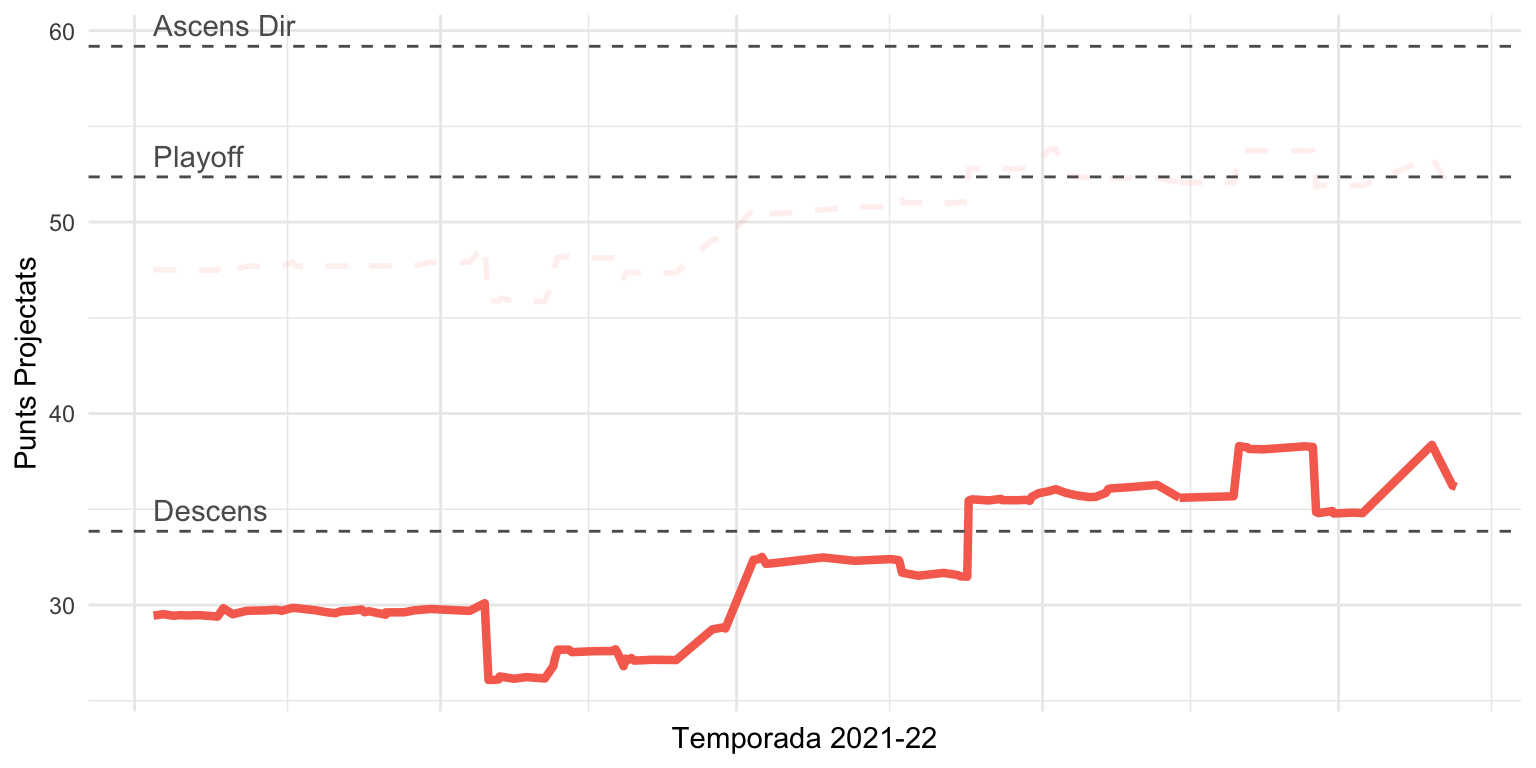 60
50
40
30
Punts Projectats
Ascens Dir
Playoff
Descens
Temporada 2021-22